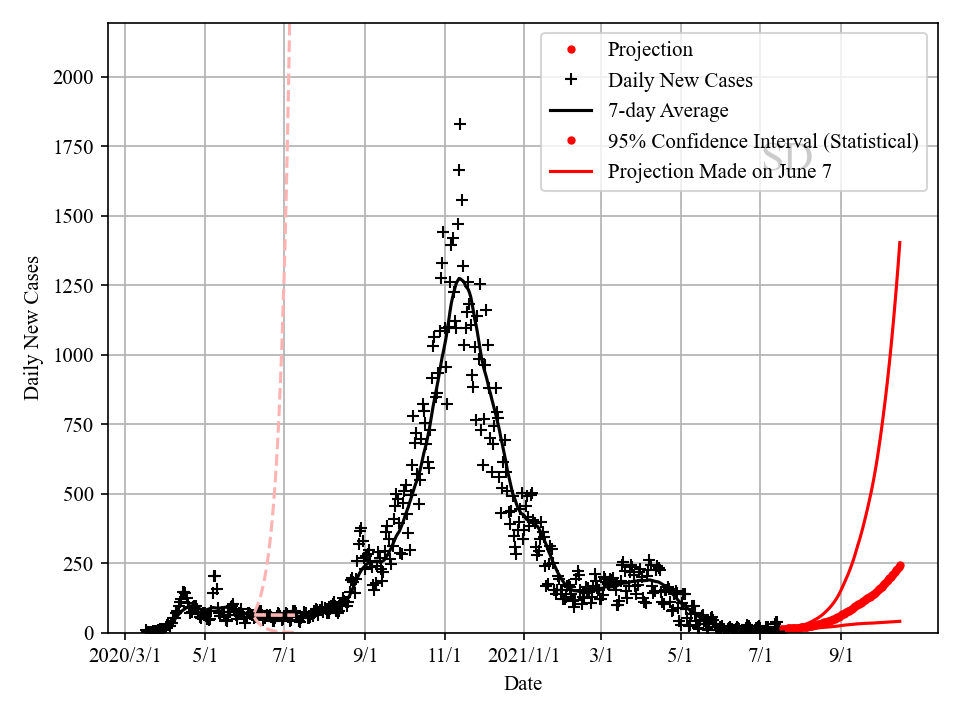 Projection
Daily New Cases
7-day Average
95% Confidence Interval (Statistical)
SD
Projection Made on June 7
Daily New Cases
2000
1750
1500
1250
1000
750
500
250
0
2020/3/1 5/1 7/1 9/1 11/1 2021/1/1 3/1 5/1 7/1 9/1
Date